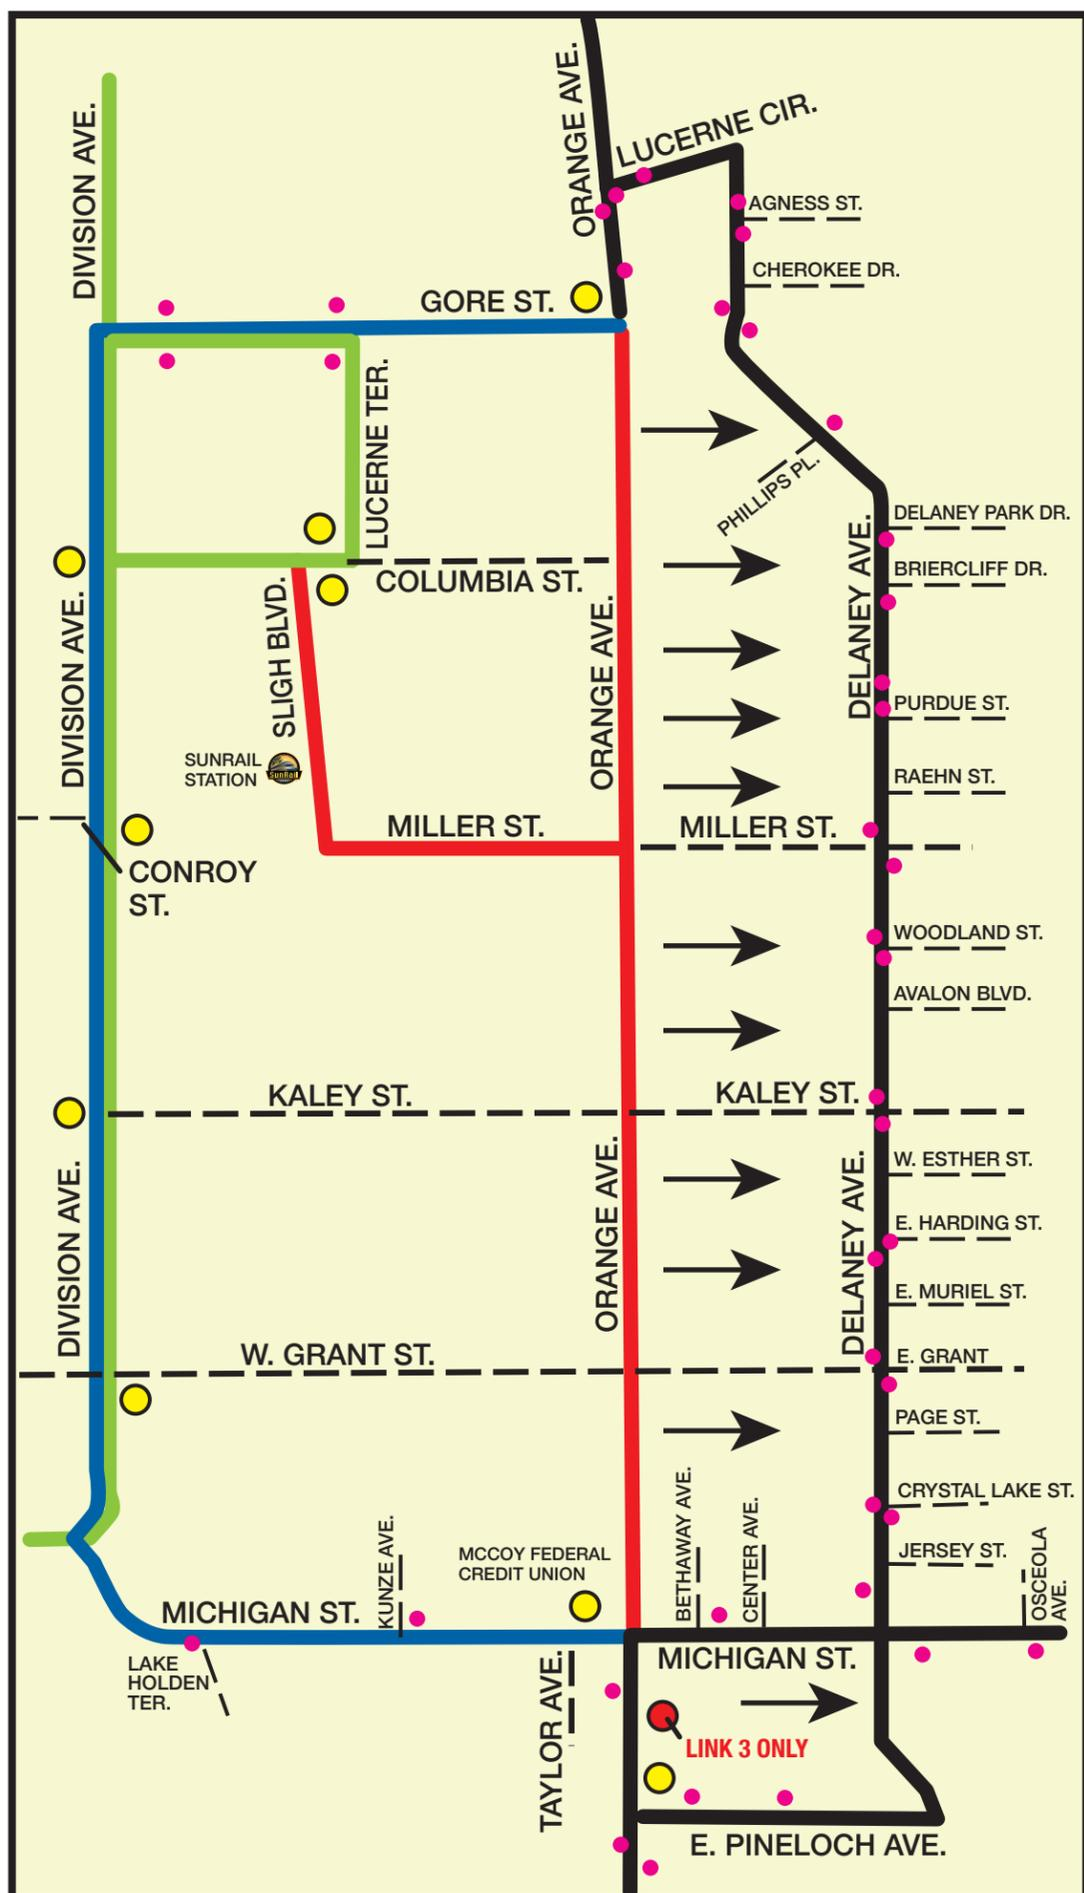 ORANGE AVE.
LUCERNE CIR.
DIVISION AVE.
AGNESS ST.
CHEROKEE DR.
GORE ST.
LUCERNE TER.
PHILLIPS PL.
DELANEY PARK DR.
BRIERCLIFF DR.
COLUMBIA ST.
DELANEY AVE.
DIVISION AVE.
SLIGH BLVD.
ORANGE AVE.
PURDUE ST.
SUNRAIL
STATION
SunRail
RAEHN ST.
MILLER ST.
MILLER ST.
CONROY
ST.
WOODLAND ST.
AVALON BLVD.
KALEY ST.
KALEY ST.
W. ESTHER ST.
DIVISION AVE.
ORANGE AVE.
DELANEY AVE.
E. HARDING ST.
E. MURIEL ST.
W. GRANT ST.
E. GRANT
PAGE ST.
CRYSTAL LAKE ST.
KUNZE AVE.
MCCOY FEDERAL
CREDIT UNION
BETHAWAY AVE.
CENTER AVE.
JERSEY ST.
OSCEOLA
AVE.
MICHIGAN ST.
MICHIGAN ST.
LAKE
HOLDEN
TER.
TAYLOR AVE.
LINK 3 ONLY
E. PINELOCH AVE.